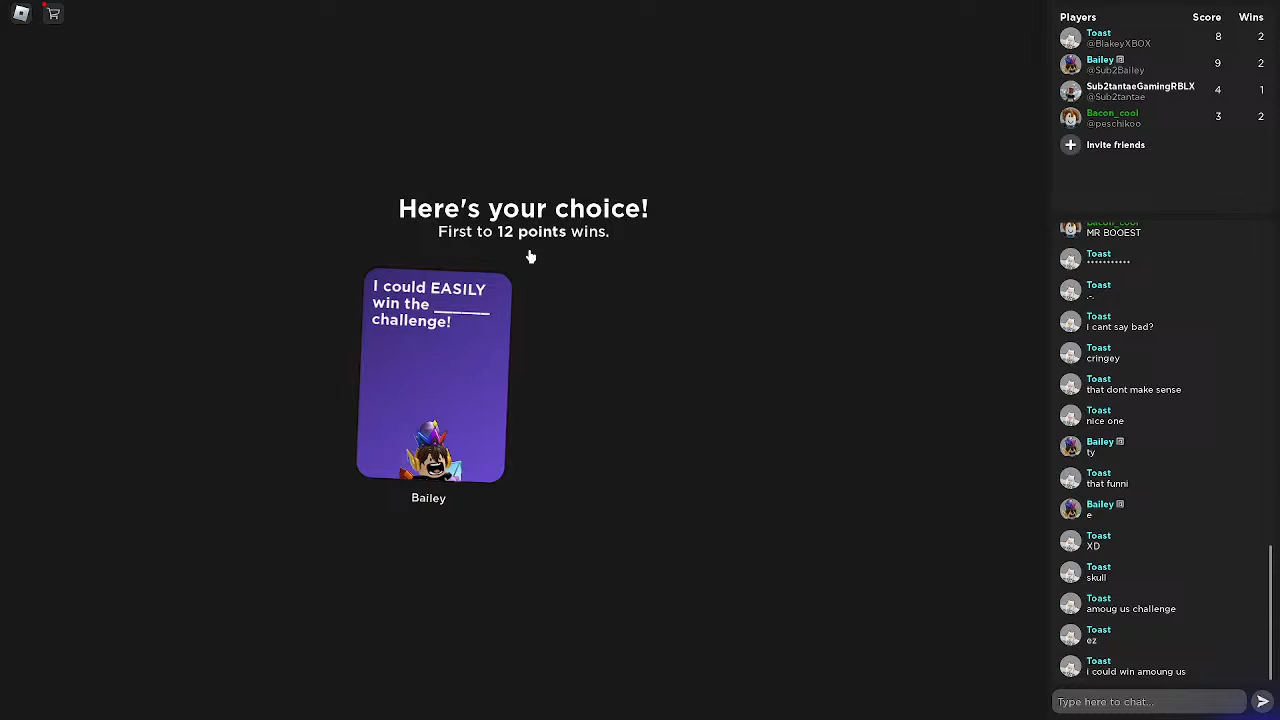 Here's your choice!
First to 12 points wins.
I could EASILY
win the ______
challenge!
Bailey
Players Score Wins
Toast 8 2
@BlakeyXBOX
Bailey 9 2
@Sub2Bailey
Sub2tantaeGamingRBLX 4 1
@Sub2tantae
Bacon_cool 3 2
@peschikoo
Invite friends
Bacon_cool
MR BOOEST
Toast
***********
Toast
.-.
Toast
I cant say bad?
Toast
cringey
Toast
that dont make sense
Toast
nice one
Bailey
ty
Toast
that funni
Bailey
e
Toast
XD
Toast
skull
Toast
amoug us challenge
Toast
ez
Toast
i could win amoung us
Type here to chat...